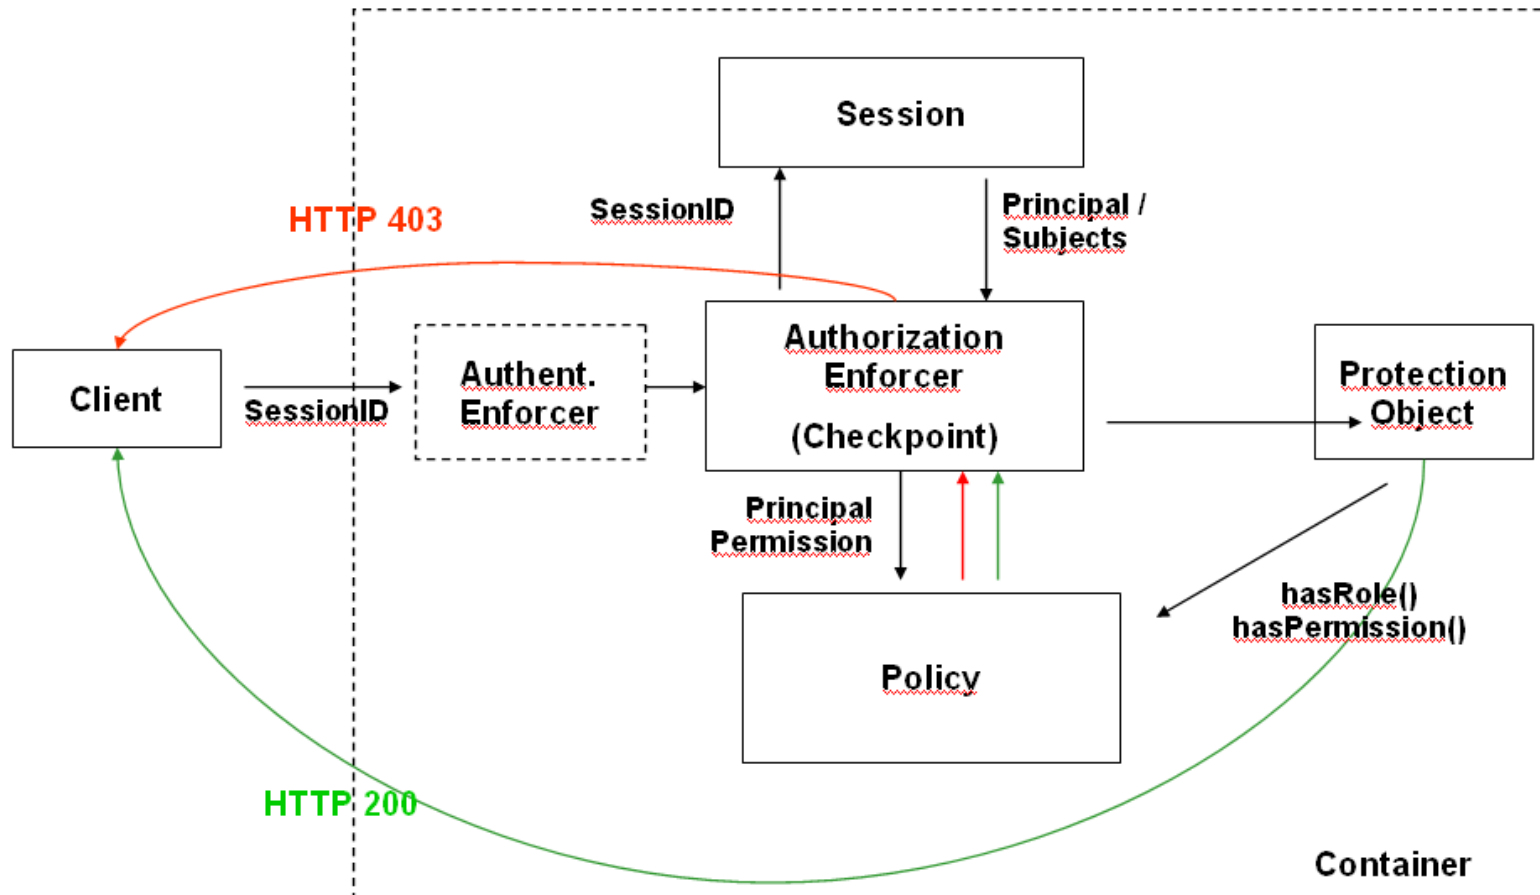 Session
SessionID
Principal /
Subjects
HTTP 403
Client
SessionID
Authent.
Enforcer
Authorization
Enforcer
(Checkpoint)
Protection
Object
Principal
Permission
hasRole()
hasPermission()
Policy
HTTP 200
Container